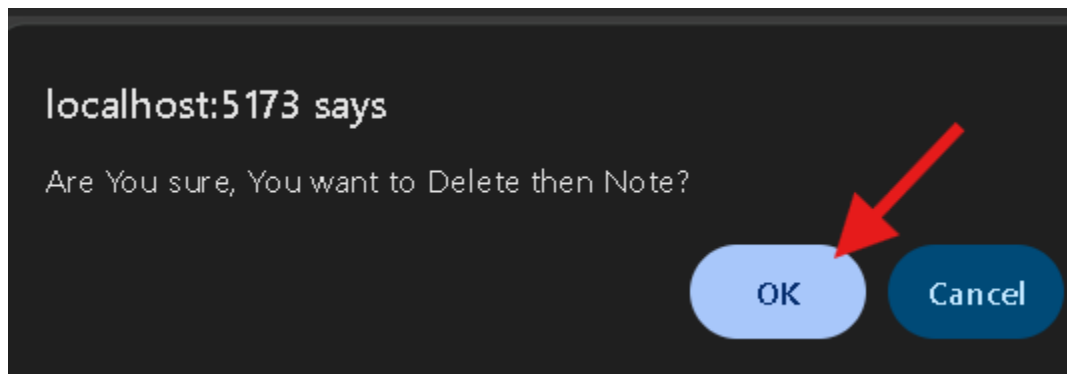 localhost:5173 says
Are You sure, You want to Delete then Note?
OK Cancel